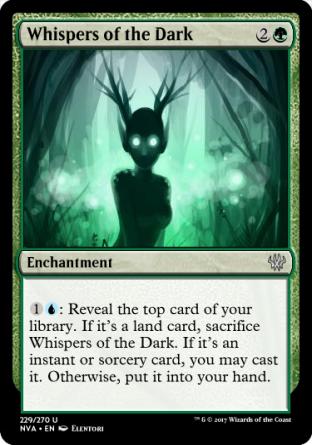 Whispers of the Dark 2
Enchantment
1 : Reveal the top card of your
library. If it's a land card, sacrifice
Whispers of the Dark. If it's an
instant or sorcery card, you may cast
it. Otherwise, put it into your hand.
229/270 U
NVA • EN Elentori
™ & © 2017 Wizards of the Coast